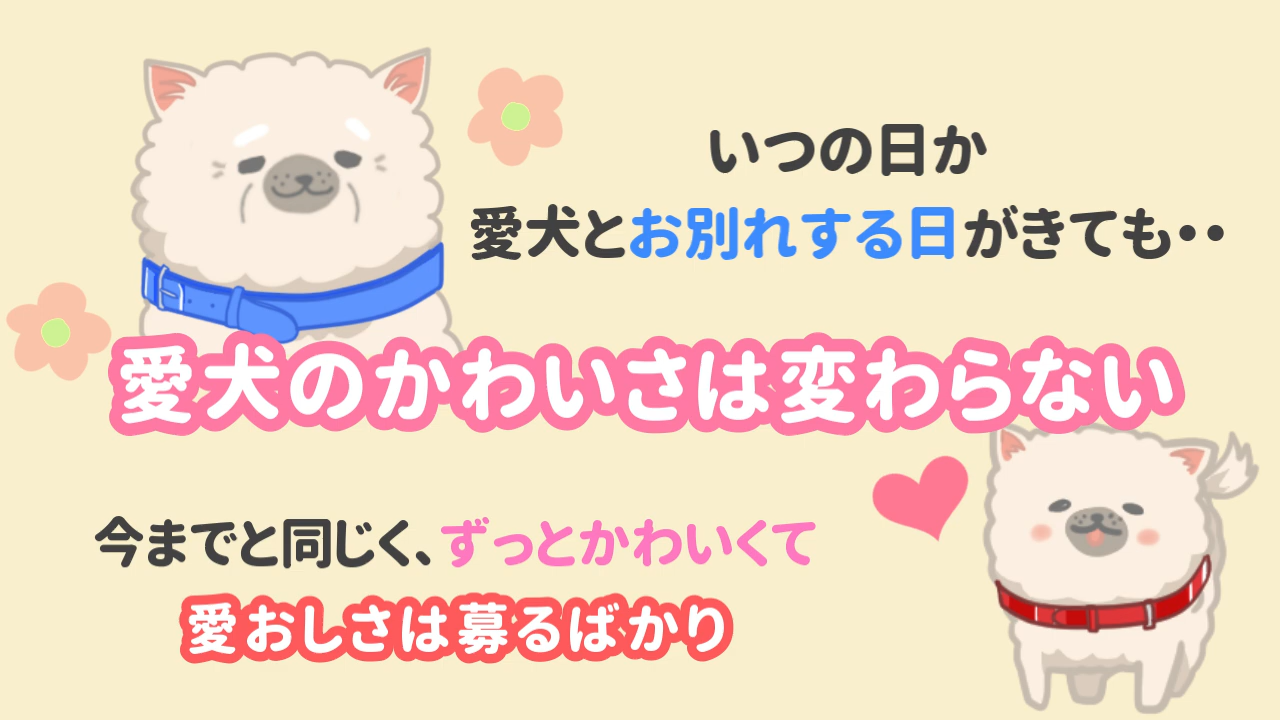 いつの日か
愛犬とお別れする日がきても・・
愛犬のかわいさは変わらない
今までと同じく、ずっとかわいくて
愛おしさは募るばかり